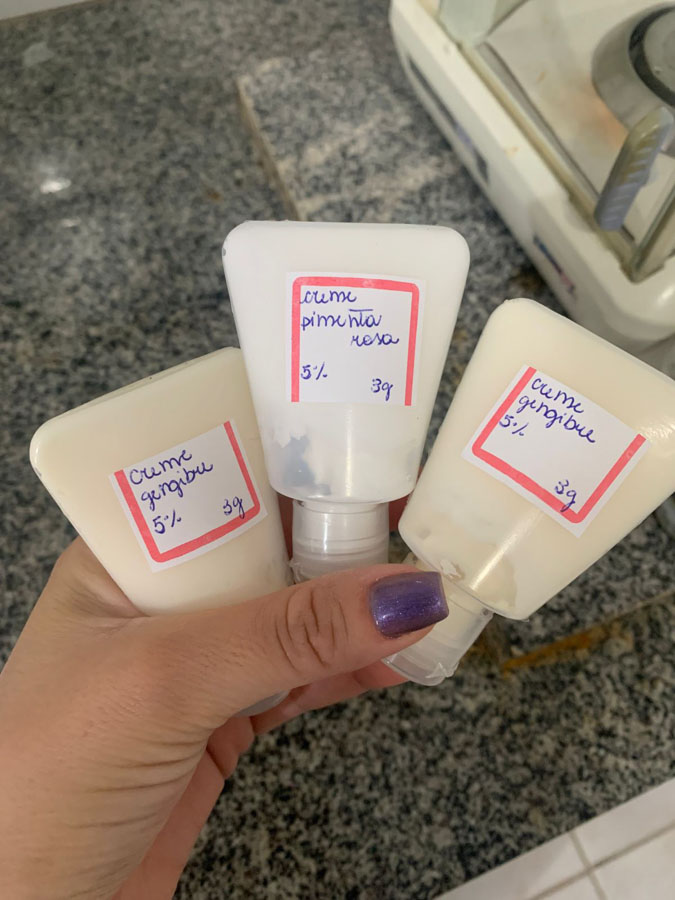 creme
gengibre
5% 3g
creme
pimenta
rosa
5% 3g
creme
gengibre
5%
3g